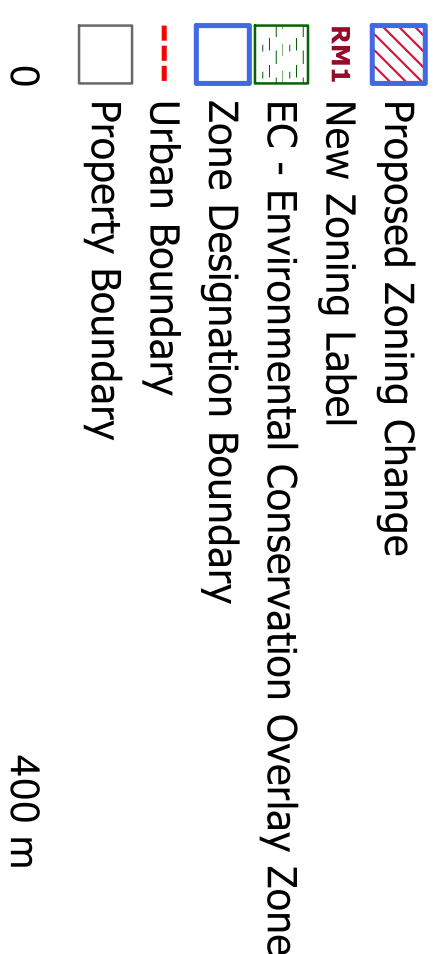 Proposed Zoning Change
RM1 New Zoning Label
EC - Environmental Conservation Overlay Zone
Zone Designation Boundary
Urban Boundary
Property Boundary
0 400 m